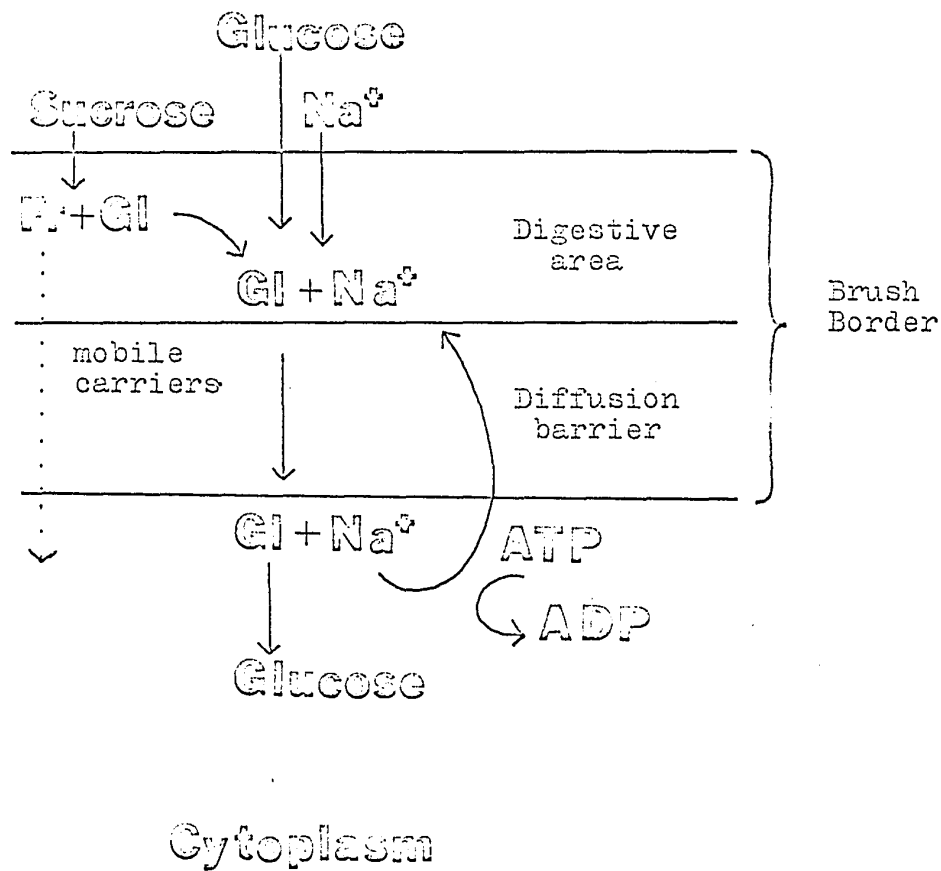 Glucose
Sucrose Na⁺
Fr+Gl
Digestive
area
Gl+Na⁺
Brush
Border
mobile
carriers
Diffusion
barrier
Gl+Na⁺
ATP
ADP
Glucose
Cytoplasm